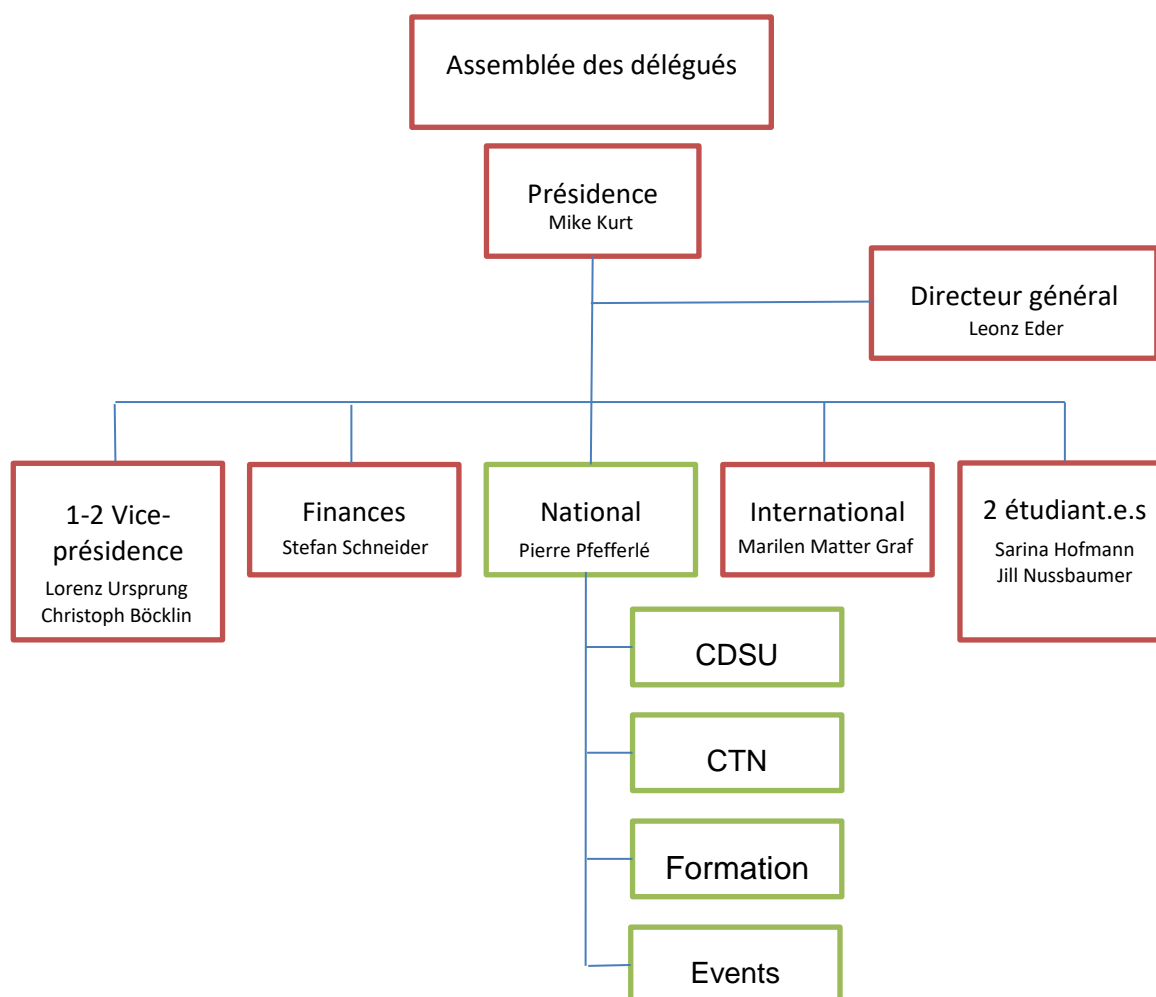 Assemblée des délégués
Présidence
Mike Kurt
Directeur général
Leonz Eder
1-2 Vice-
présidence
Lorenz Ursprung
Christoph Böcklin
Finances
Stefan Schneider
National
Pierre Pfefferlé
International
Marilen Matter Graf
2 étudiant.e.s
Sarina Hofmann
Jill Nussbaumer
CDSU
CTN
Formation
Events